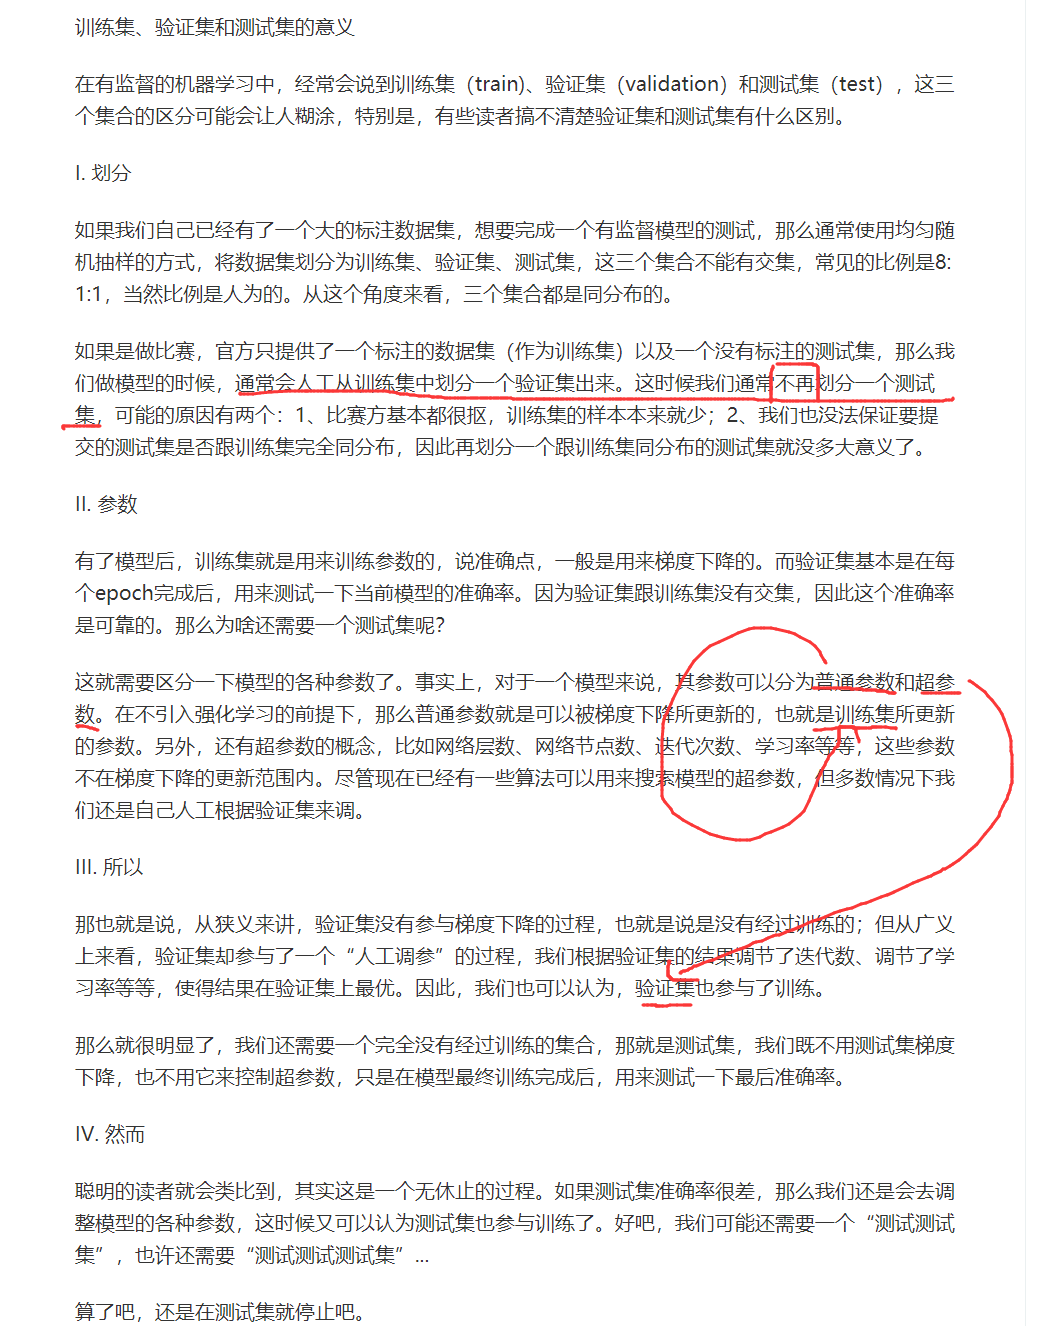 训练集、验证集和测试集的意义
在有监督的机器学习中，经常会说到训练集（train)、验证集（validation）和测试集（test），这三
个集合的区分可能会让人糊涂，特别是，有些读者搞不清楚验证集和测试集有什么区别。
I. 划分
如果我们自己已经有了一个大的标注数据集，想要完成一个有监督模型的测试，那么通常使用均匀随
机抽样的方式，将数据集划分为训练集、验证集、测试集，这三个集合不能有交集，常见的比例是8:
1:1，当然比例是人为的。从这个角度来看，三个集合都是同分布的。
如果是做比赛，官方只提供了一个标注的数据集（作为训练集）以及一个没有标注的测试集，那么我
们做模型的时候，通常会人工从训练集中划分一个验证集出来。这时候我们通常不再划分一个测试
集，可能的原因有两个：1、比赛方基本都很抠，训练集的样本本来就少；2、我们也没法保证要提
交的测试集是否跟训练集完全同分布，因此再划分一个跟训练集同分布的测试集就没多大意义了。
II. 参数
有了模型后，训练集就是用来训练参数的，说准确点，一般是用来梯度下降的。而验证集基本是在每
个epoch完成后，用来测试一下当前模型的准确率。因为验证集跟训练集没有交集，因此这个准确率
是可靠的。那么为啥还需要一个测试集呢？
这就需要区分一下模型的各种参数了。事实上，对于一个模型来说，其参数可以分为普通参数和超参
数。在不引入强化学习的前提下，那么普通参数就是可以被梯度下降所更新的，也就是训练集所更新
的参数。另外，还有超参数的概念，比如网络层数、网络节点数、迭代次数、学习率等等，这些参数
不在梯度下降的更新范围内。尽管现在已经有一些算法可以用来搜索模型的超参数，但多数情况下我
们还是自己人工根据验证集来调。
III. 所以
那也就是说，从狭义来讲，验证集没有参与梯度下降的过程，也就是说是没有经过训练的；但从广义
上来看，验证集却参与了一个“人工调参”的过程，我们根据验证集的结果调节了迭代数、调节了学
习率等等，使得结果在验证集上最优。因此，我们也可以认为，验证集也参与了训练。
那么就很明显了，我们还需要一个完全没有经过训练的集合，那就是测试集，我们既不用测试集梯度
下降，也不用它来控制超参数，只是在模型最终训练完成后，用来测试一下最后准确率。
IV. 然而
聪明的读者就会类比到，其实这是一个无休止的过程。如果测试集准确率很差，那么我们还是会去调
整模型的各种参数，这时候又可以认为测试集也参与训练了。好吧，我们可能还需要一个“测试测试
集”，也许还需要“测试测试测试集”...
算了吧，还是在测试集就停止吧。